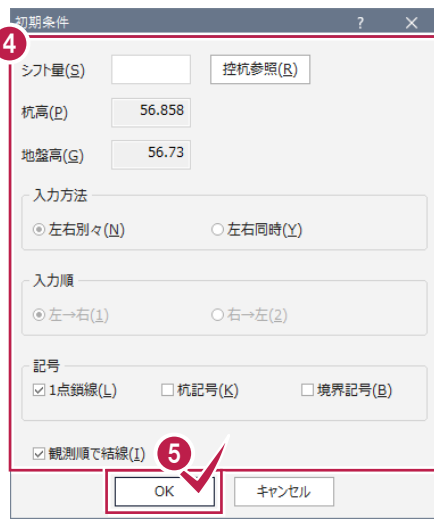 初期条件 ? ×
4
シフト量(S) 控杭参照(R)
杭高(P) 56.858
地盤高(G) 56.73
入力方法
左右別々(N) 左右同時(Y)
入力順
左→右(1) 右→左(2)
記号
1点鎖線(L) 杭記号(K) 境界記号(B)
観測順で結線(I)
5
OK キャンセル